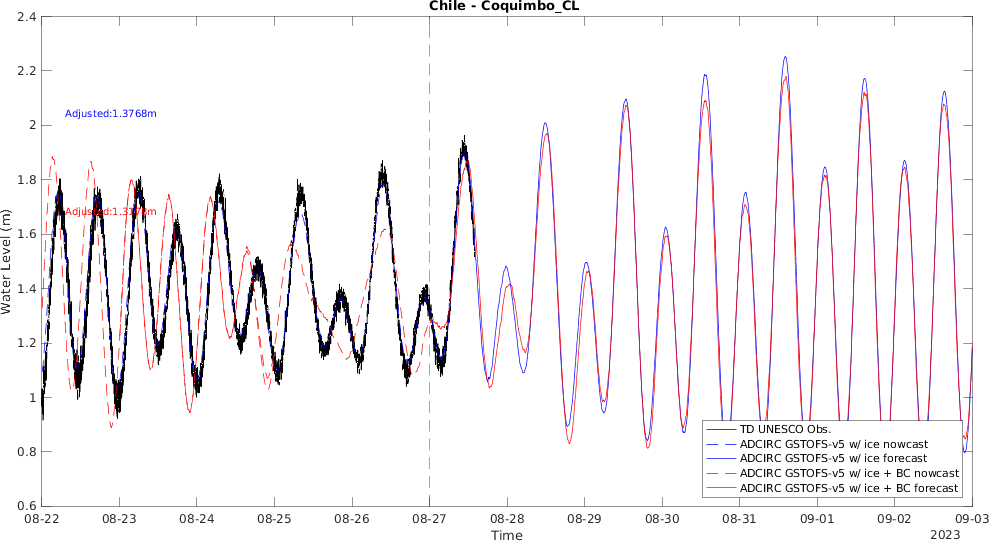 Chile - Coquimbo_CL
2.4
2.2
2
1.8
1.6
1.4
1.2
1
0.8
0.6
Water Level (m)
Adjusted:1.3768m
TD UNESCO Obs.
ADCIRC GSTOFS-v5 w/ ice nowcast
ADCIRC GSTOFS-v5 w/ ice forecast
ADCIRC GSTOFS-v5 w/ ice + BC nowcast
ADCIRC GSTOFS-v5 w/ ice + BC forecast
08-22 08-23 08-24 08-25 08-26 08-27 08-28 08-29 08-30 08-31 09-01 09-02 09-03
Time
2023